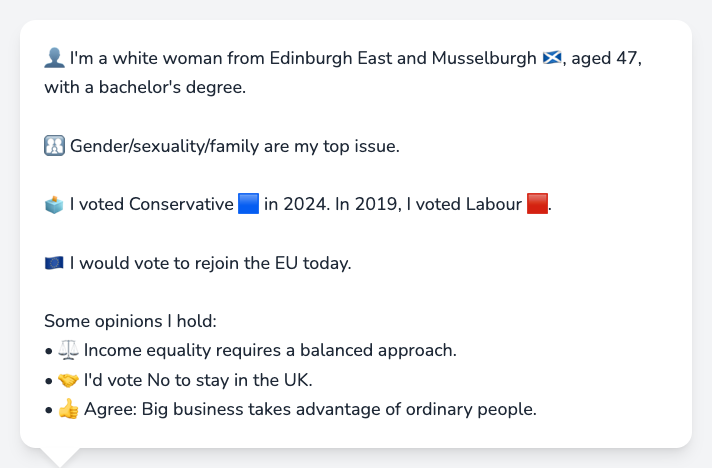 👤 I'm a white woman from Edinburgh East and Musselburgh 🏴󠁧󠁢󠁳󠁣󠁴󠁿, aged 47,
with a bachelor's degree.
🚻 Gender/sexuality/family are my top issue.
🗳️ I voted Conservative 🟦 in 2024. In 2019, I voted Labour 🟥.
🇪🇺 I would vote to rejoin the EU today.
Some opinions I hold:
• ⚖️ Income equality requires a balanced approach.
• 🤝 I'd vote No to stay in the UK.
• 👍 Agree: Big business takes advantage of ordinary people.